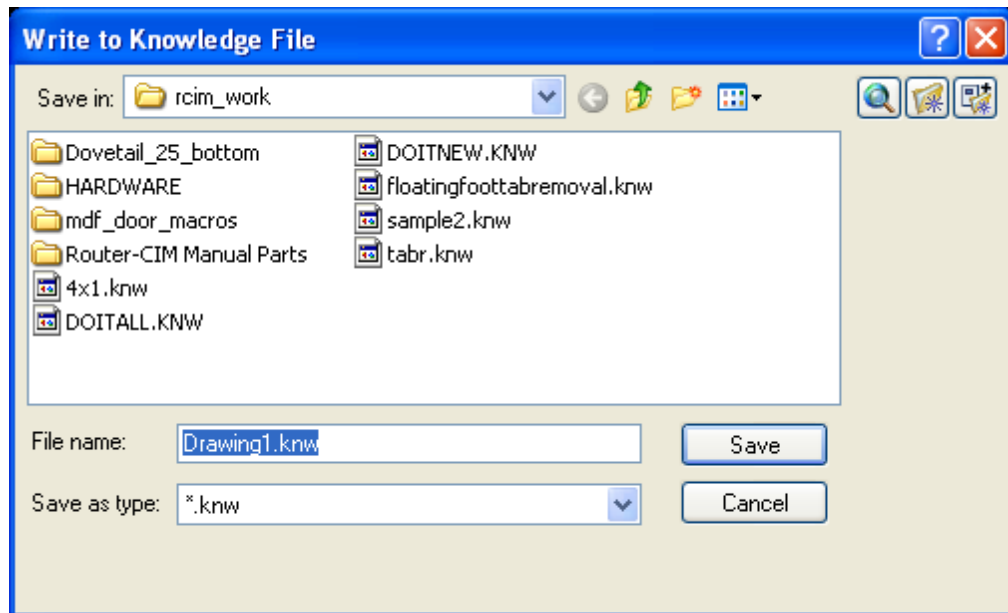 Write to Knowledge File
Save in: rcim_work
Dovetail_25_bottom
HARDWARE
mdf_door_macros
Router-CIM Manual Parts
4x1.knw
DOITALL.KNW
DOITNEW.KNW
floatingfoottabremoval.knw
sample2.knw
tabr.knw
File name: Drawing1.knw Save
Save as type: *.knw Cancel